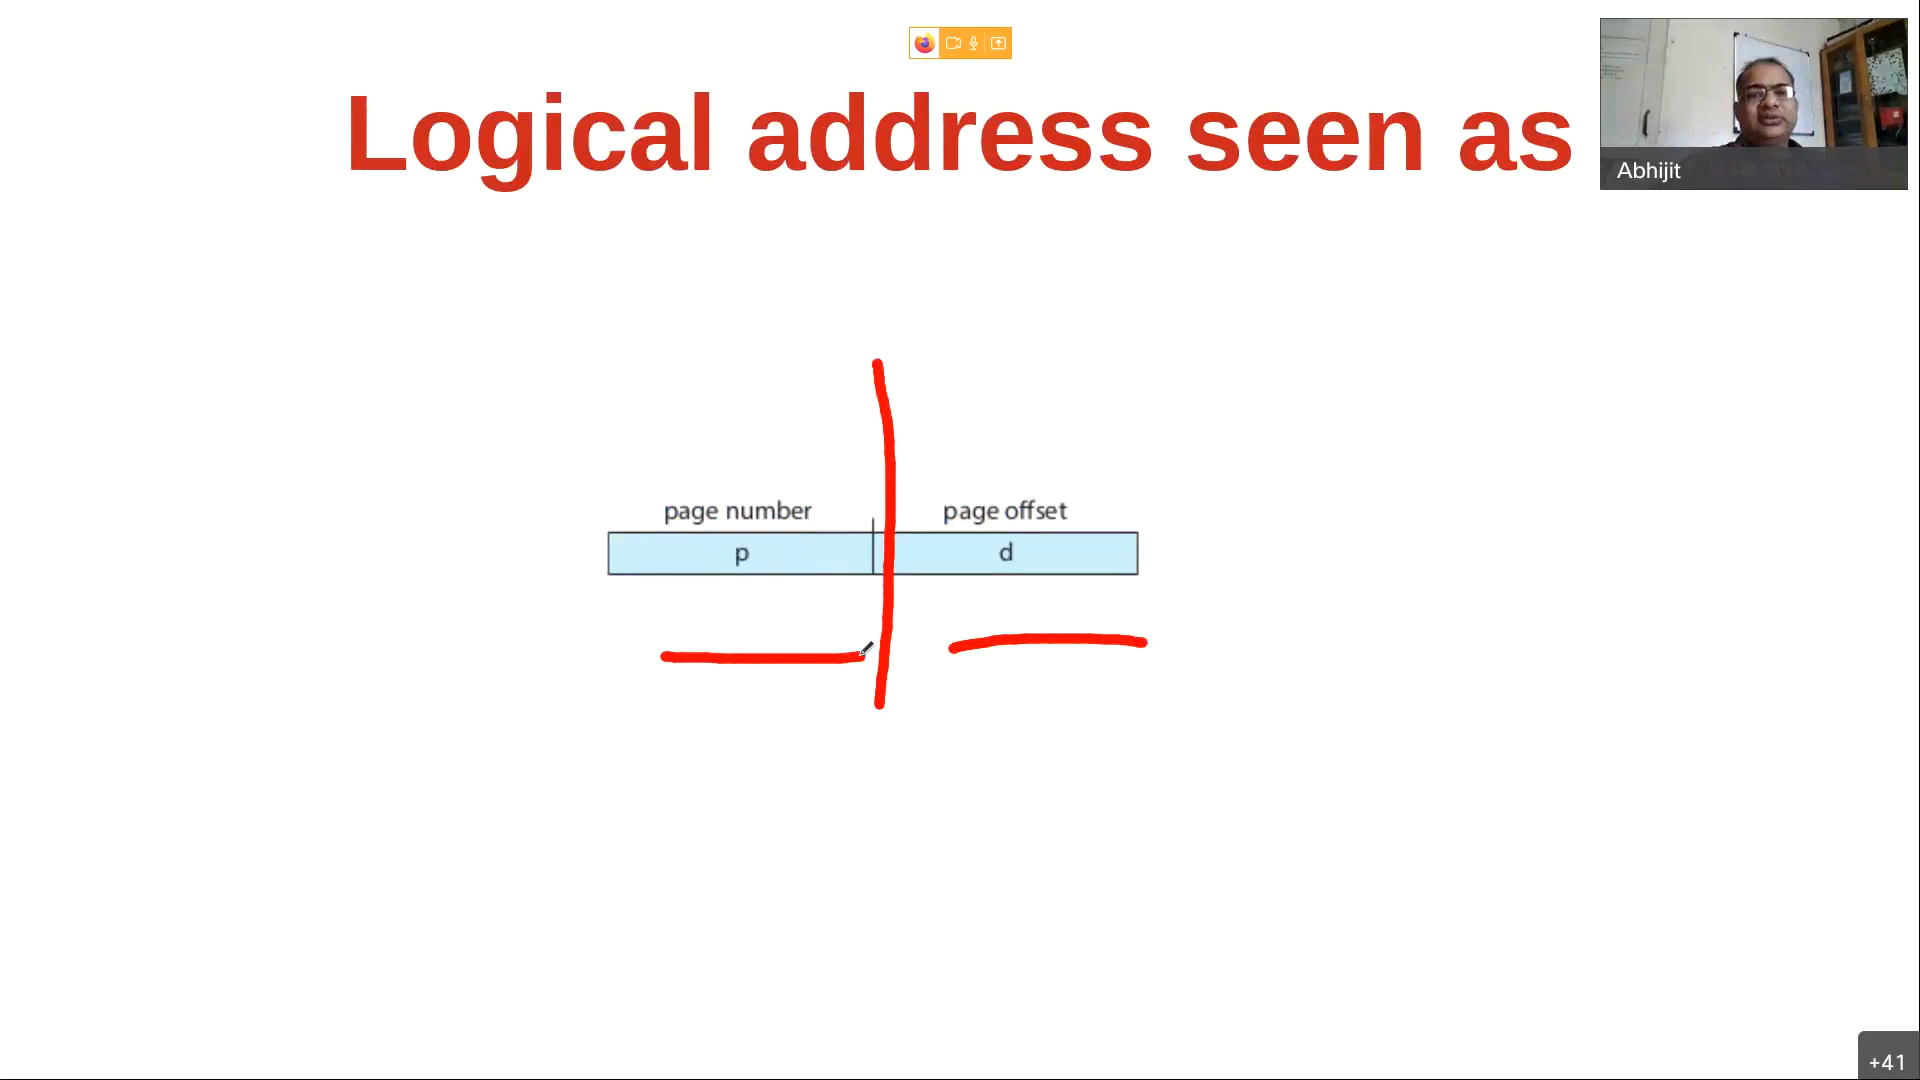 Logical address seen as
Abhijit
page number page offset
p d
+41